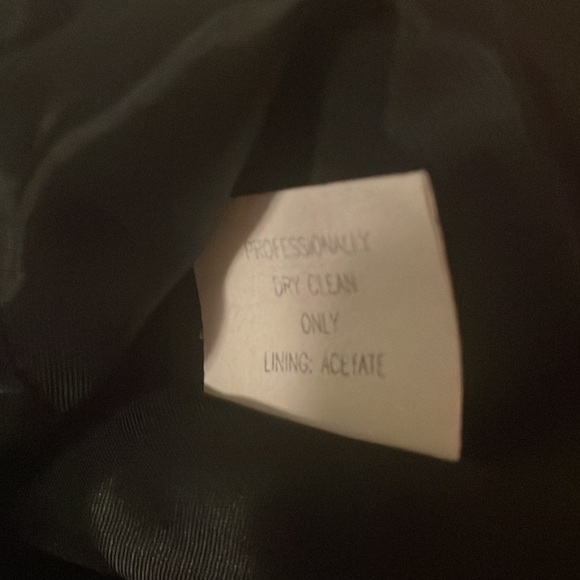 PROFESSIONALLY
DRY CLEAN
ONLY
LINING: ACETATE